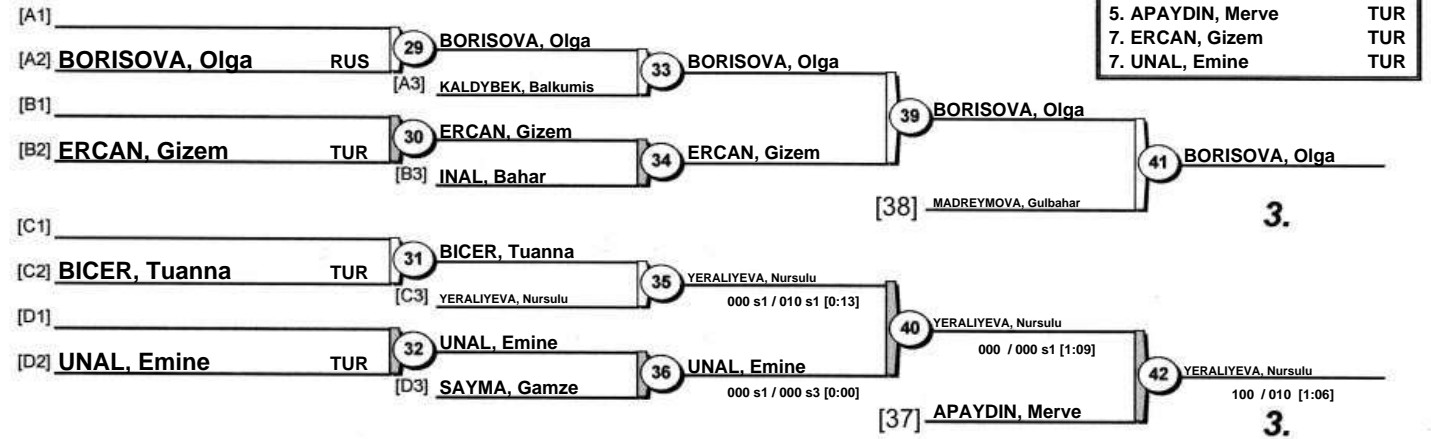 5. APAYDIN, Merve TUR
7. ERCAN, Gizem TUR
7. UNAL, Emine TUR
[A1]
[A2] BORISOVA, Olga RUS
29
BORISOVA, Olga
[A3] KALDYBEK, Balkumis
33
BORISOVA, Olga
[B1]
[B2] ERCAN, Gizem TUR
30
ERCAN, Gizem
[B3] INAL, Bahar
34
ERCAN, Gizem
39
BORISOVA, Olga
[38] MADREYMOVA, Gulbahar
41
BORISOVA, Olga
3.
[C1]
[C2] BICER, Tuanna TUR
31
BICER, Tuanna
[C3] YERALIYEVA, Nursulu
35
YERALIYEVA, Nursulu
000 s1 / 010 s1 [0:13]
[D1]
[D2] UNAL, Emine TUR
32
UNAL, Emine
[D3] SAYMA, Gamze
36
UNAL, Emine
000 s1 / 000 s3 [0:00]
40
YERALIYEVA, Nursulu
000 / 000 s1 [1:09]
[37] APAYDIN, Merve
42
YERALIYEVA, Nursulu
100 / 010 [1:06]
3.